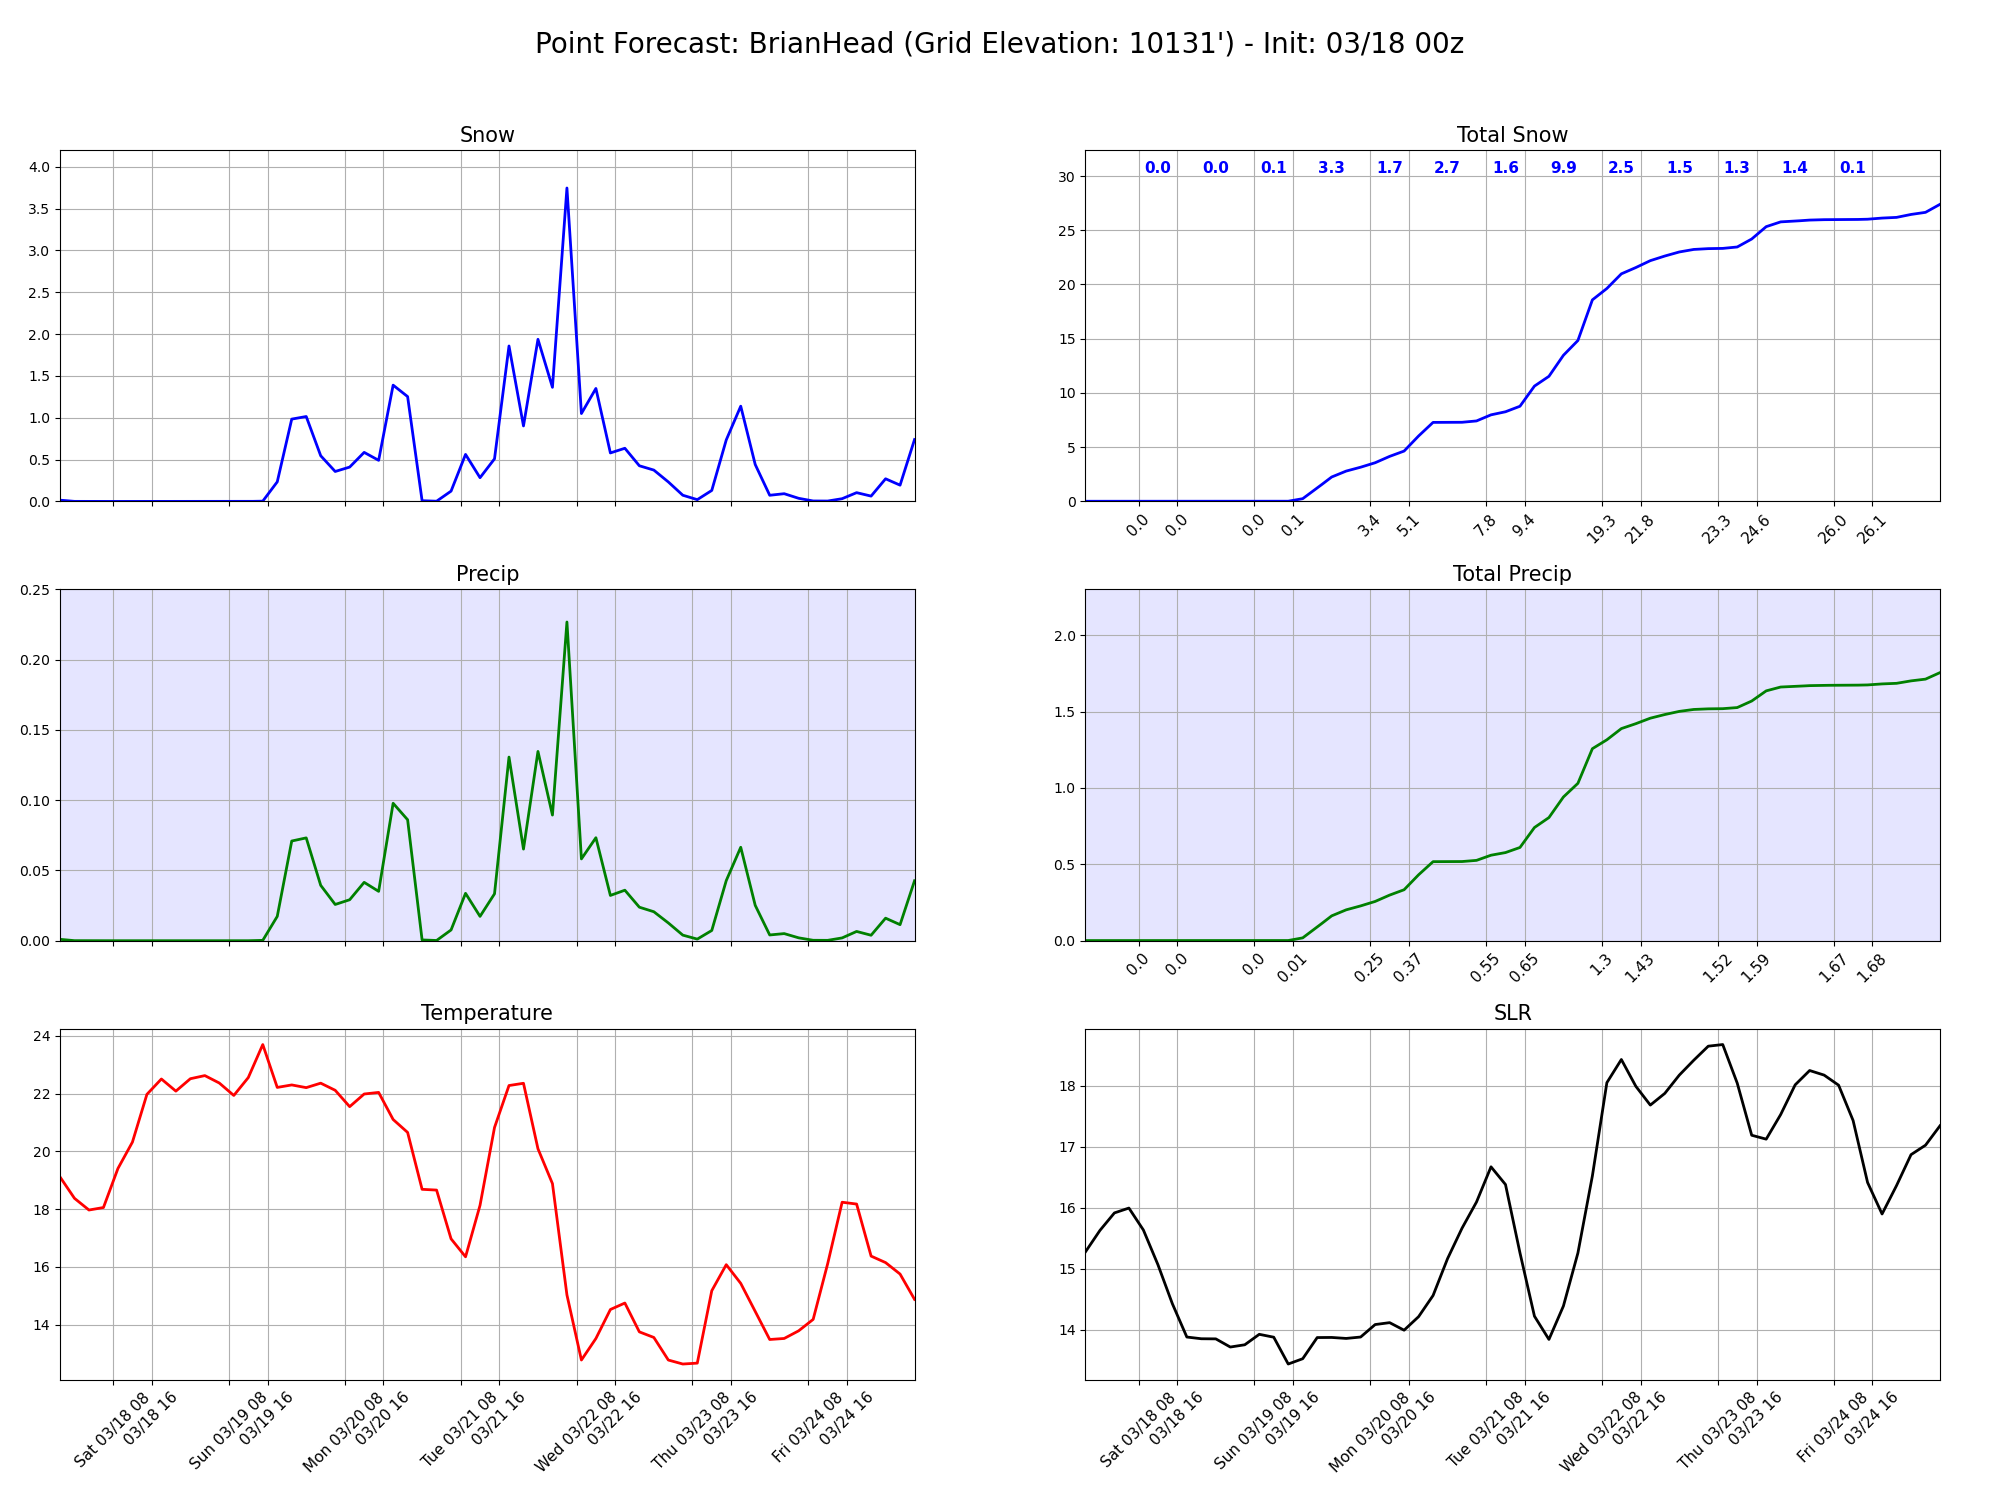 Point Forecast: BrianHead (Grid Elevation: 10131') - Init: 03/18 00z
Snow
4.0
3.5
3.0
2.5
2.0
1.5
1.0
0.5
0.0
Total Snow
0.0 0.0 0.1 3.3 1.7 2.7 1.6 9.9 2.5 1.5 1.3 1.4 0.1
30
25
20
15
10
5
0
0.0 0.0 0.0 0.1 3.4 5.1 7.8 9.4 19.3 21.8 23.3 24.6 26.0 26.1
Precip
0.25
0.20
0.15
0.10
0.05
0.00
Total Precip
2.0
1.5
1.0
0.5
0.0
0.0 0.0 0.0 0.01 0.25 0.37 0.55 0.65 1.3 1.43 1.52 1.59 1.67 1.68
Temperature
24
22
20
18
16
14
Sat 03/18 08
03/18 16
Sun 03/19 08
03/19 16
Mon 03/20 08
03/20 16
Tue 03/21 08
03/21 16
Wed 03/22 08
03/22 16
Thu 03/23 08
03/23 16
Fri 03/24 08
03/24 16
SLR
18
17
16
15
14
Sat 03/18 08
03/18 16
Sun 03/19 08
03/19 16
Mon 03/20 08
03/20 16
Tue 03/21 08
03/21 16
Wed 03/22 08
03/22 16
Thu 03/23 08
03/23 16
Fri 03/24 08
03/24 16